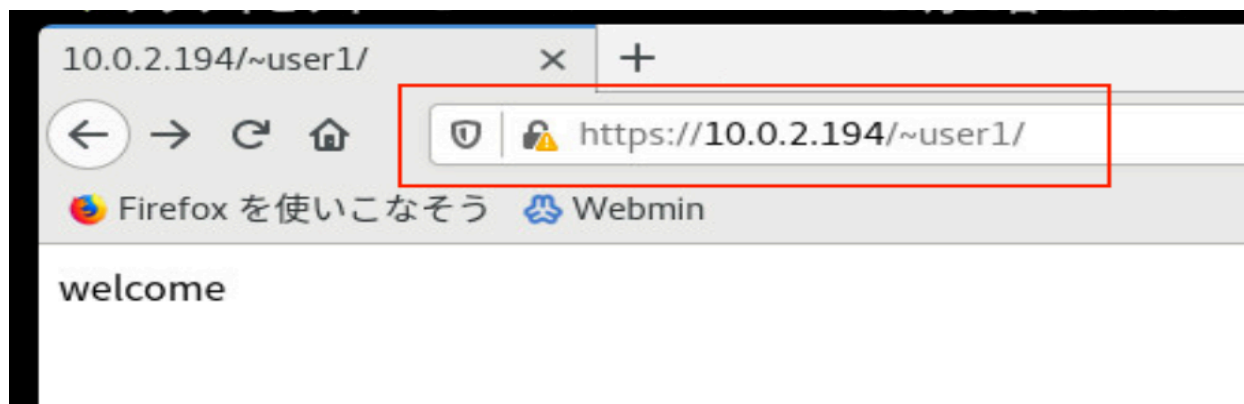 10.0.2.194/~user1/
https://10.0.2.194/~user1/
Firefox を使いこなそう Webmin
welcome